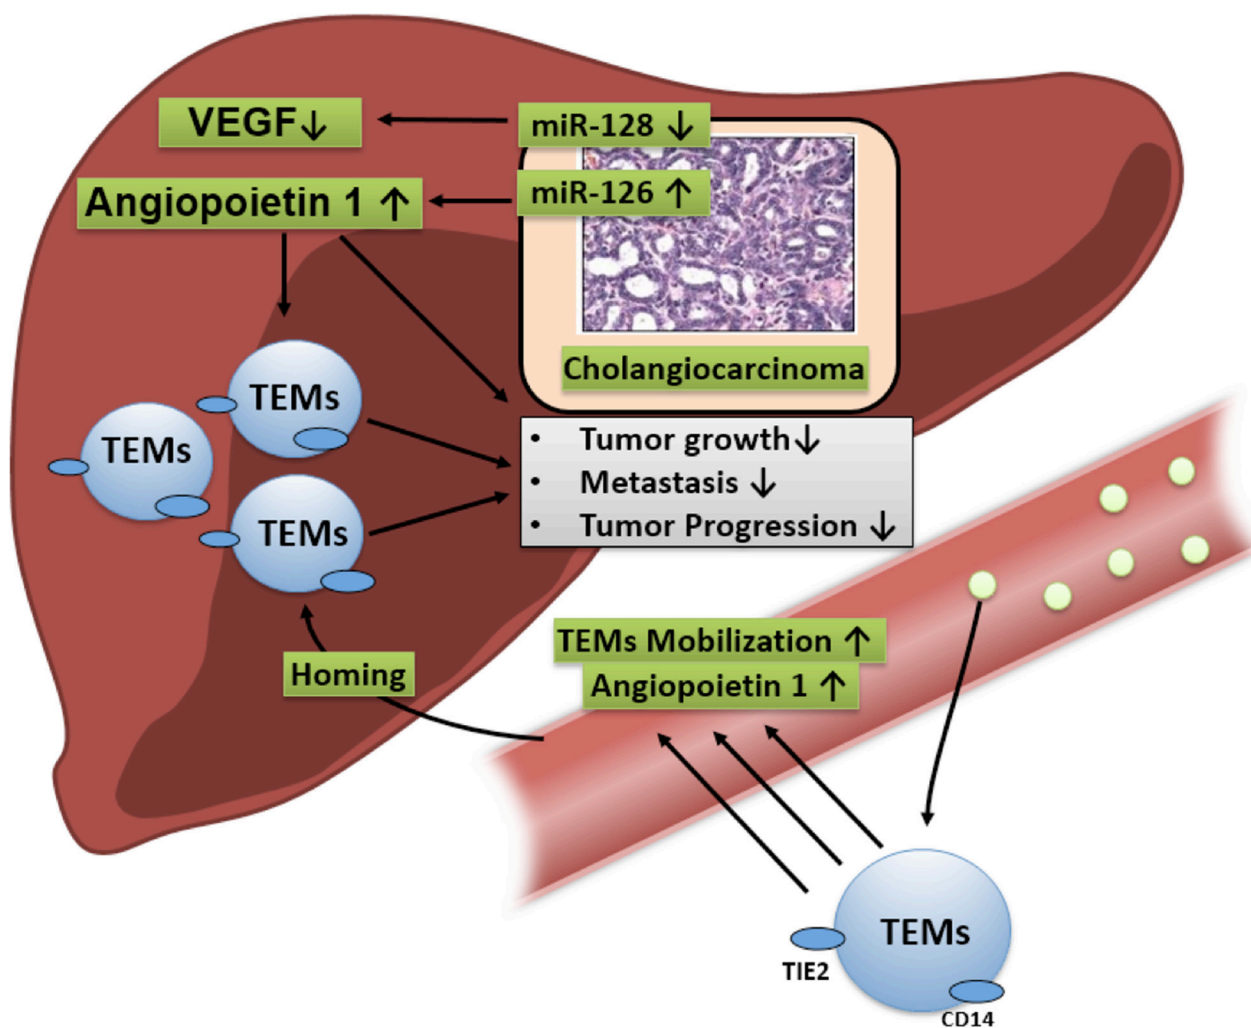 VEGF↓
miR-128 ↓
Angiopoietin 1 ↑
miR-126 ↑
Cholangiocarcinoma
TEMs
TEMs
TEMs
• Tumor growth↓
• Metastasis ↓
• Tumor Progression ↓
TEMs Mobilization ↑
Angiopoietin 1 ↑
Homing
TEMs
TIE2
CD14